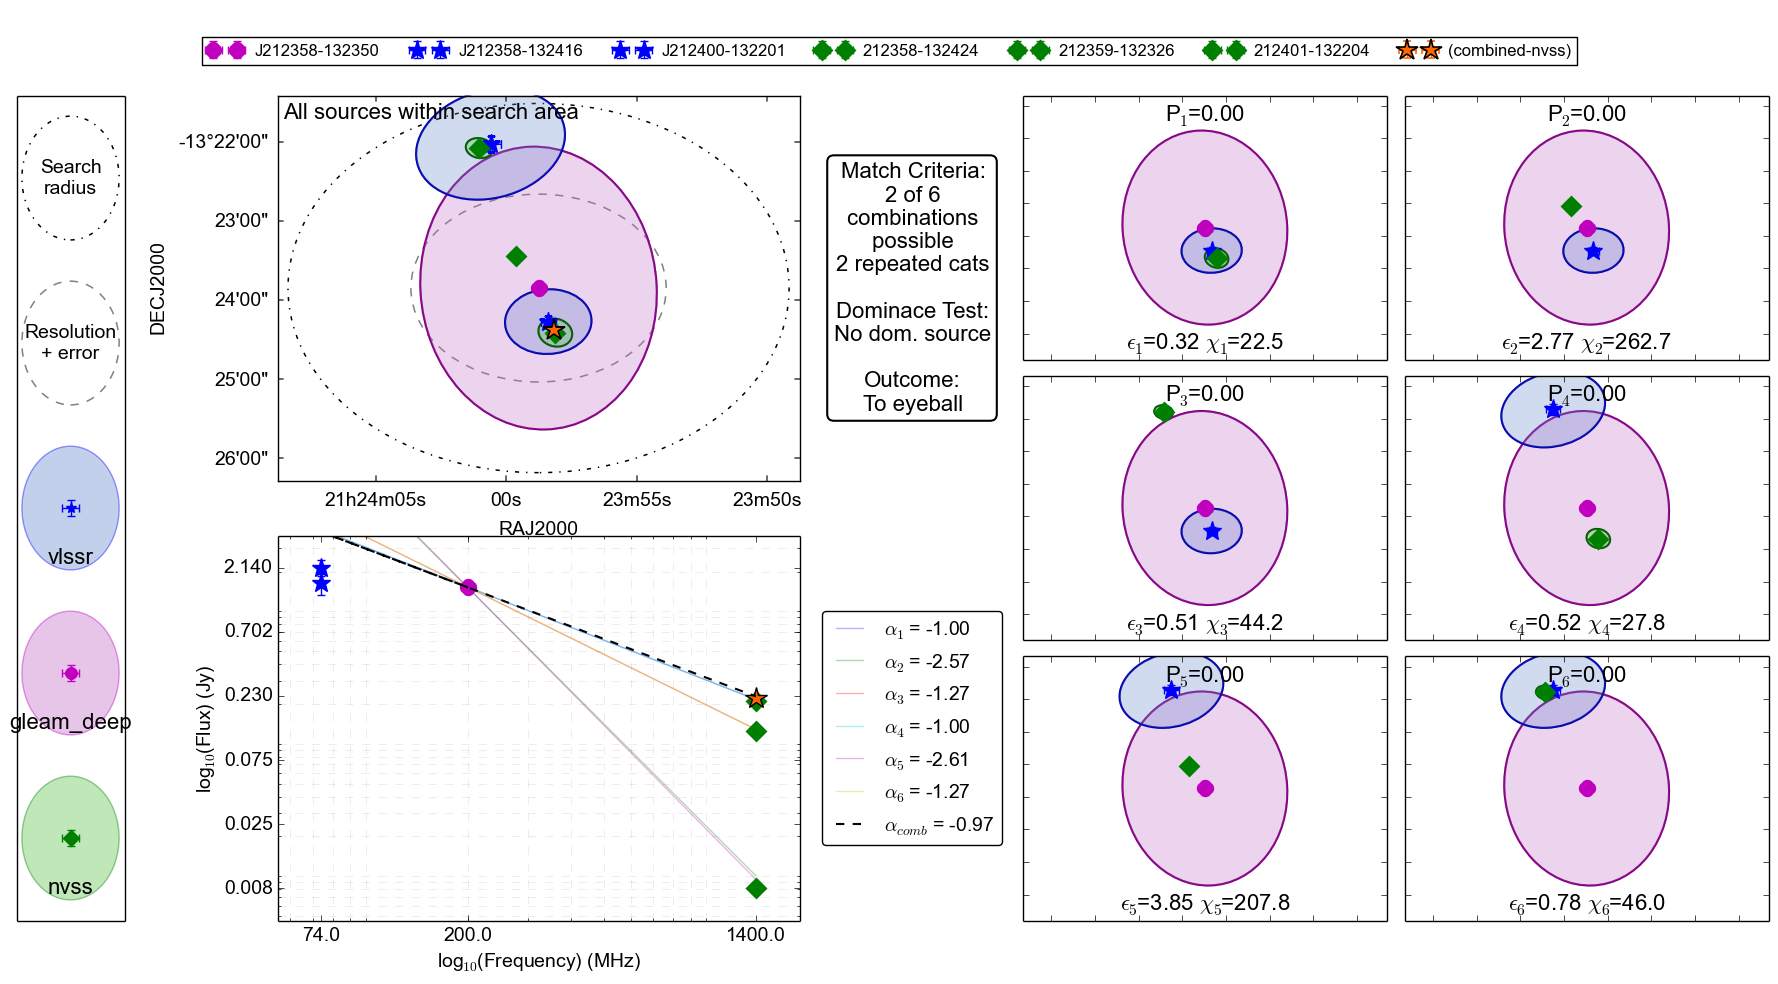 J212358-132350 J212358-132416 J212400-132201 212358-132424 212359-132326 212401-132204 (combined-nvss)
Search
radius
Resolution
+ error
vlssr
gleam_deep
nvss
All sources within search area
DECJ2000
-13°22'00"
23'00"
24'00"
25'00"
26'00"
21h24m05s 00s 23m55s 23m50s
RAJ2000
log10(Flux) (Jy)
2.140
0.702
0.230
0.075
0.025
0.008
74.0 200.0 1400.0
log10(Frequency) (MHz)
Match Criteria:
2 of 6
combinations
possible
2 repeated cats
Dominace Test:
No dom. source
Outcome:
To eyeball
α1 = -1.00
α2 = -2.57
α3 = -1.27
α4 = -1.00
α5 = -2.61
α6 = -1.27
αcomb = -0.97
P1=0.00
ϵ1=0.32 χ1=22.5
P2=0.00
ϵ2=2.77 χ2=262.7
P3=0.00
ϵ3=0.51 χ3=44.2
P4=0.00
ϵ4=0.52 χ4=27.8
P5=0.00
ϵ5=3.85 χ5=207.8
P6=0.00
ϵ6=0.78 χ6=46.0